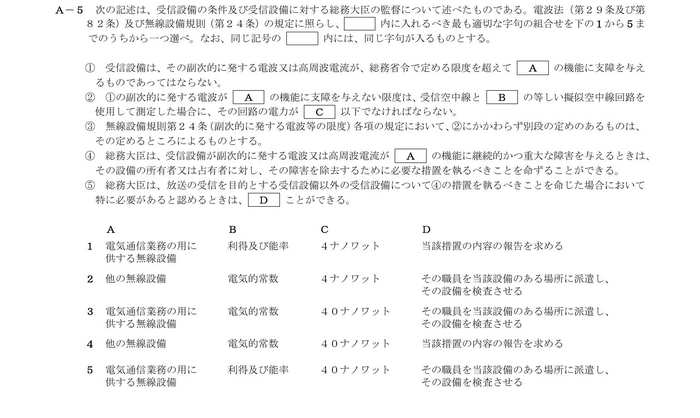 A－5 次の記述は、受信設備の条件及び受信設備に対する総務大臣の監督について述べたものである。電波法（第２９条及び第
８２条）及び無線設備規則（第２４条）の規定に照らし、 内に入れるべき最も適切な字句の組合せを下の１から５ま
でのうちから一つ選べ。なお、同じ記号の 内には、同じ字句が入るものとする。
① 受信設備は、その副次的に発する電波又は高周波電流が、総務省令で定める限度を超えて A の機能に支障を与え
るものであってはならない。
② ①の副次的に発する電波が A の機能に支障を与えない限度は、受信空中線と B の等しい擬似空中線回路を
使用して測定した場合に、その回路の電力が C 以下でなければならない。
③ 無線設備規則第２４条（副次的に発する電波等の限度）各項の規定において、②にかかわらず別段の定めのあるものは、
その定めるところによるものとする。
④ 総務大臣は、受信設備が副次的に発する電波又は高周波電流が A の機能に継続的かつ重大な障害を与えるときは、
その設備の所有者又は占有者に対し、その障害を除去するために必要な措置を執るべきことを命ずることができる。
⑤ 総務大臣は、放送の受信を目的とする受信設備以外の受信設備について④の措置を執るべきことを命じた場合において
特に必要があると認めるときは、 D ことができる。
A B C D
1 電気通信業務の用に 利得及び能率 ４ナノワット 当該措置の内容の報告を求める
供する無線設備
2 他の無線設備 電気的常数 ４ナノワット その職員を当該設備のある場所に派遣し、
その設備を検査させる
3 電気通信業務の用に 電気的常数 ４０ナノワット その職員を当該設備のある場所に派遣し、
供する無線設備 その設備を検査させる
4 他の無線設備 電気的常数 ４０ナノワット 当該措置の内容の報告を求める
5 電気通信業務の用に 利得及び能率 ４０ナノワット その職員を当該設備のある場所に派遣し、
供する無線設備 その設備を検査させる